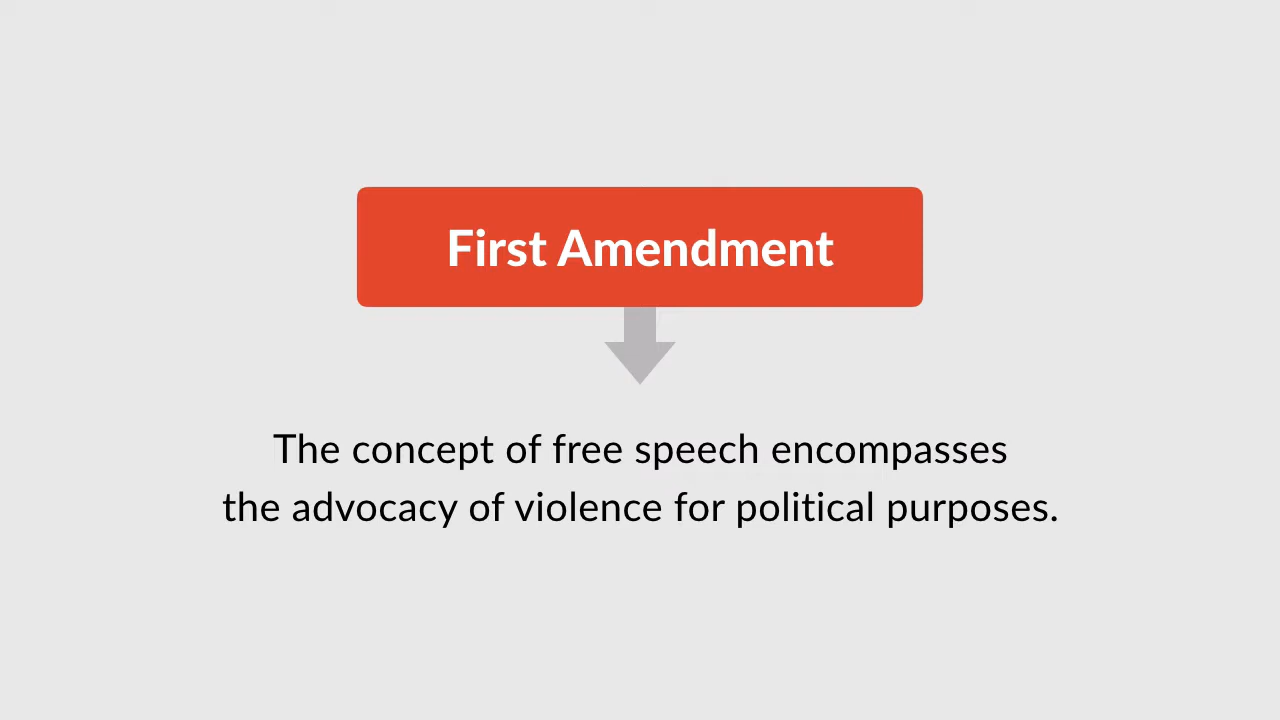 First Amendment
The concept of free speech encompasses
the advocacy of violence for political purposes.